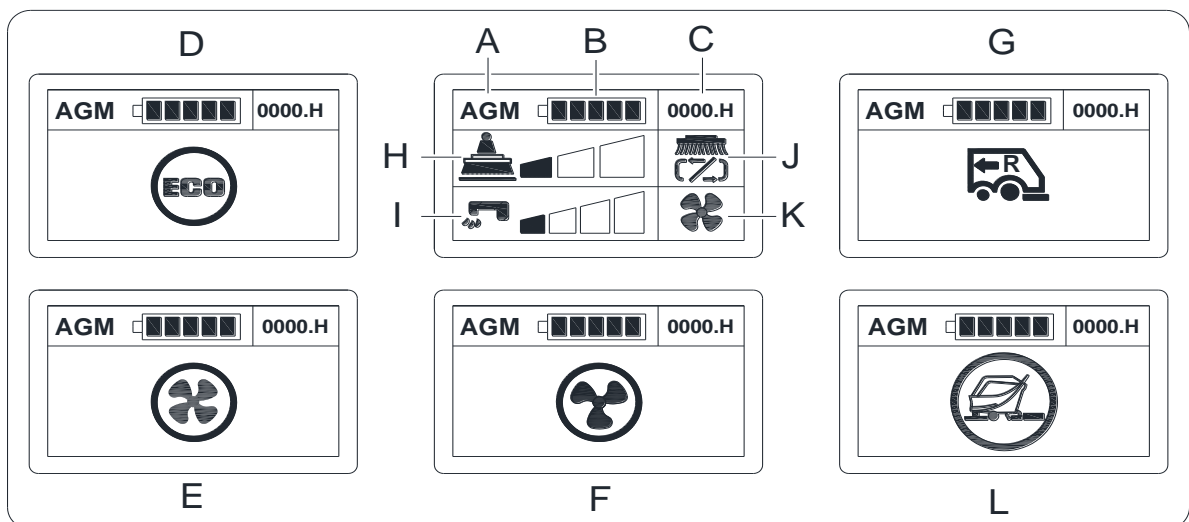 D A B C G
AGM 0000.H
AGM 0000.H
AGM 0000.H
H J
ECO
R
I K
AGM 0000.H
AGM 0000.H
AGM 0000.H
E F L